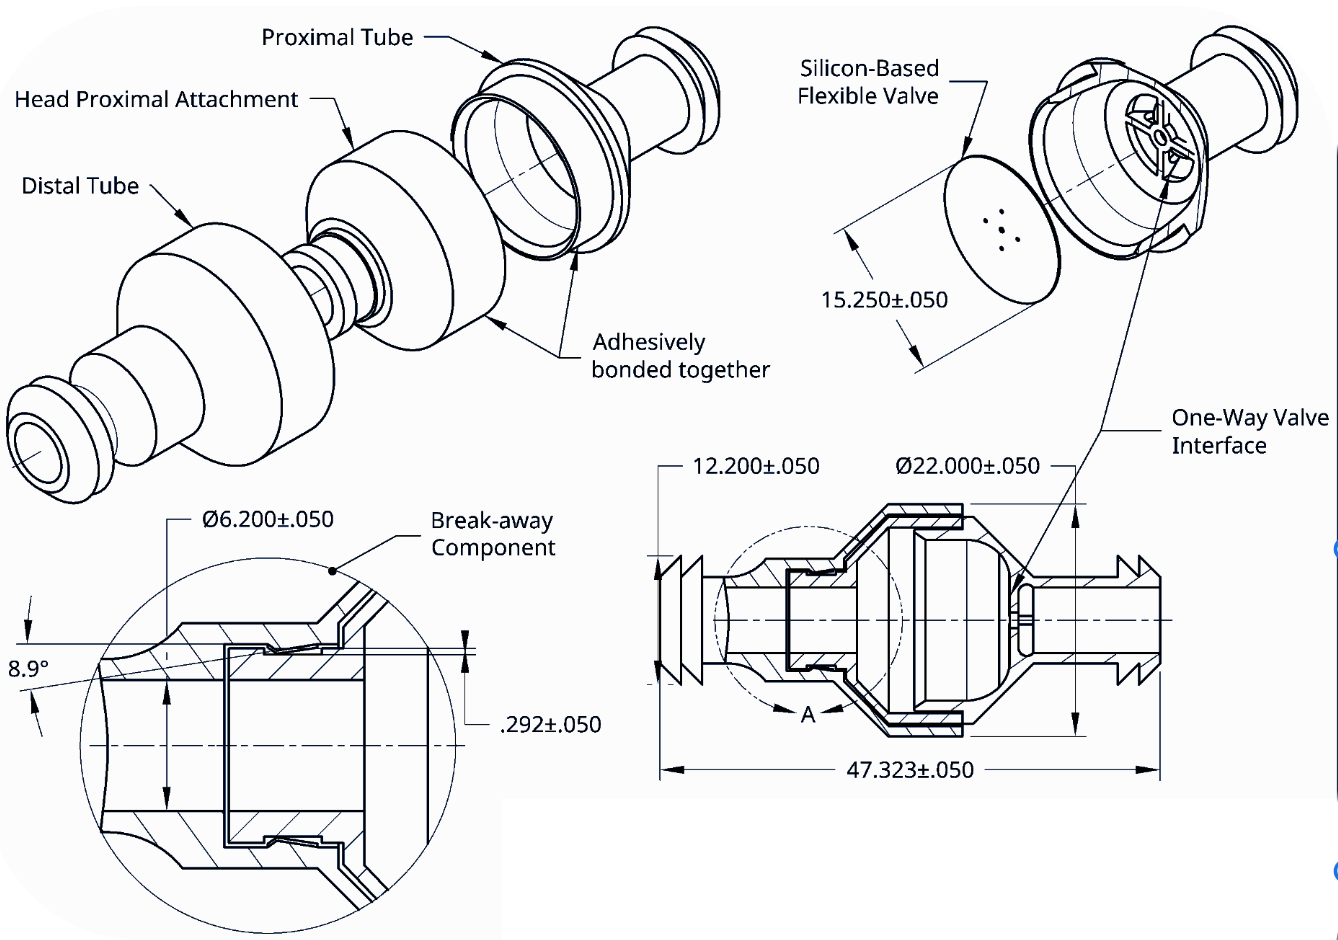 Proximal Tube
Head Proximal Attachment
Distal Tube
Adhesively
bonded together
Silicon-Based
Flexible Valve
15.250±.050
One-Way Valve
Interface
12.200±.050
Ø22.000±.050
A
47.323±.050
Ø6.200±.050
Break-away
Component
8.9°
.292±.050